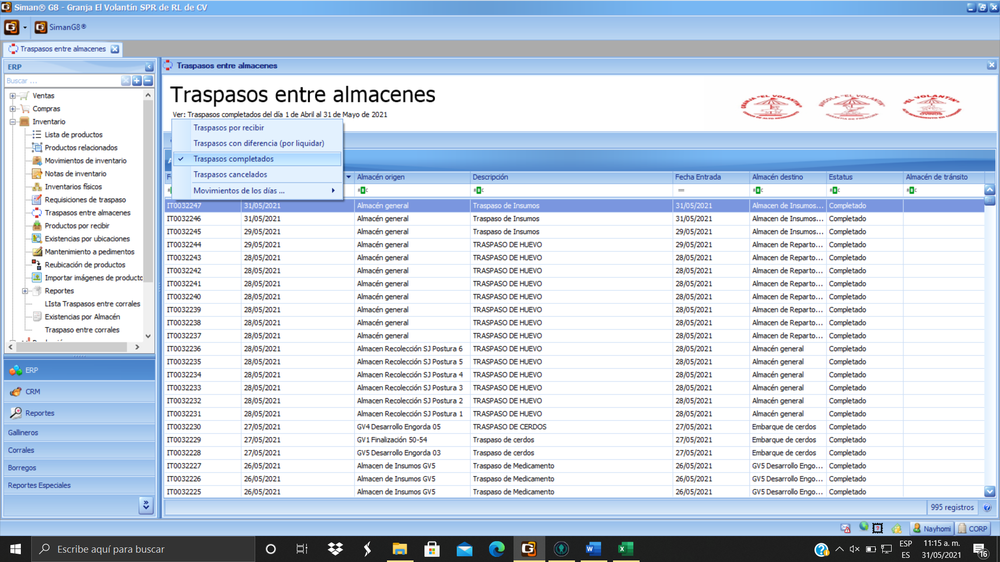 Siman® G8 - Granja El Volantín SPR de RL de CV
SimanG8®
Traspasos entre almacenes
ERP
Buscar ...
Ventas
Compras
Inventario
Lista de productos
Productos relacionados
Movimientos de inventario
Notas de inventario
Inventarios físicos
Requisiciones de traspaso
Traspasos entre almacenes
Productos por recibir
Existencias por ubicaciones
Mantenimiento a pedimentos
Reubicación de productos
Importar imágenes de producto
Reportes
LIsta Traspasos entre corrales
Existencias por Almacén
Traspaso entre corrales
ERP
CRM
Reportes
Gallineros
Corrales
Borregos
Reportes Especiales
Traspasos entre almacenes
Traspasos entre almacenes
Ver: Traspasos completados del día 1 de Abril al 31 de Mayo de 2021
GRANJA "EL VOLANTIN"
AVICOLA "EL VOLANTIN"
"EL VOLANTIN"
OVINOS
Traspasos por recibir
Traspasos con diferencia (por liquidar)
Traspasos completados
Traspasos cancelados
Movimientos de los días ...
Almacén origen Descripción Fecha Entrada Almacén destino Estatus Almacén de tránsito
IT0032247 31/05/2021 Almacén general Traspaso de Insumos 31/05/2021 Almacen de Insumos... Completado
IT0032246 31/05/2021 Almacén general Traspaso de Insumos 31/05/2021 Almacen de Insumos... Completado
IT0032245 29/05/2021 Almacén general Traspaso de Insumos 29/05/2021 Almacen de Insumos... Completado
IT0032244 29/05/2021 Almacén general TRASPASO DE HUEVO 29/05/2021 Almacen de Reparto... Completado
IT0032243 28/05/2021 Almacén general TRASPASO DE HUEVO 28/05/2021 Almacen de Reparto... Completado
IT0032242 28/05/2021 Almacén general TRASPASO DE HUEVO 28/05/2021 Almacen de Reparto... Completado
IT0032241 28/05/2021 Almacén general TRASPASO DE HUEVO 28/05/2021 Almacen de Reparto... Completado
IT0032240 28/05/2021 Almacén general TRASPASO DE HUEVO 28/05/2021 Almacen de Reparto... Completado
IT0032239 28/05/2021 Almacén general TRASPASO DE HUEVO 28/05/2021 Almacen de Reparto... Completado
IT0032238 28/05/2021 Almacén general TRASPASO DE HUEVO 28/05/2021 Almacen de Reparto... Completado
IT0032237 28/05/2021 Almacén general TRASPASO DE HUEVO 28/05/2021 Almacen de Reparto... Completado
IT0032236 28/05/2021 Almacen Recolección SJ Postura 6 TRASPASO DE HUEVO 28/05/2021 Almacén general Completado
IT0032235 28/05/2021 Almacen Recolección SJ Postura 5 TRASPASO DE HUEVO 28/05/2021 Almacén general Completado
IT0032234 28/05/2021 Almacen Recolección SJ Postura 4 TRASPASO DE HUEVO 28/05/2021 Almacén general Completado
IT0032233 28/05/2021 Almacen Recolección SJ Postura 3 TRASPASO DE HUEVO 28/05/2021 Almacén general Completado
IT0032232 28/05/2021 Almacen Recolección SJ Postura 2 TRASPASO DE HUEVO 28/05/2021 Almacén general Completado
IT0032231 28/05/2021 Almacen Recolección SJ Postura 1 TRASPASO DE HUEVO 28/05/2021 Almacén general Completado
IT0032230 27/05/2021 GV4 Desarrollo Engorda 05 TRASPASO DE CERDOS 27/05/2021 Embarque de cerdos Completado
IT0032229 27/05/2021 GV1 Finalización 50-54 Traspaso de cerdos 27/05/2021 Embarque de cerdos Completado
IT0032228 27/05/2021 GV5 Desarrollo Engorda 03 Traspaso de cerdos 27/05/2021 Embarque de cerdos Completado
IT0032227 26/05/2021 Almacen de Insumos GV5 Traspaso de Medicamento 26/05/2021 GV5 Desarrollo Engo... Completado
IT0032226 26/05/2021 Almacen de Insumos GV5 Traspaso de Medicamento 26/05/2021 GV5 Desarrollo Engo... Completado
IT0032225 26/05/2021 Almacen de Insumos GV5 Traspaso de Medicamento 26/05/2021 GV5 Desarrollo Engo... Completado
995 registros
Nayhomi CORP
Escribe aquí para buscar
ESP
ES
11:15 a. m.
31/05/2021
16